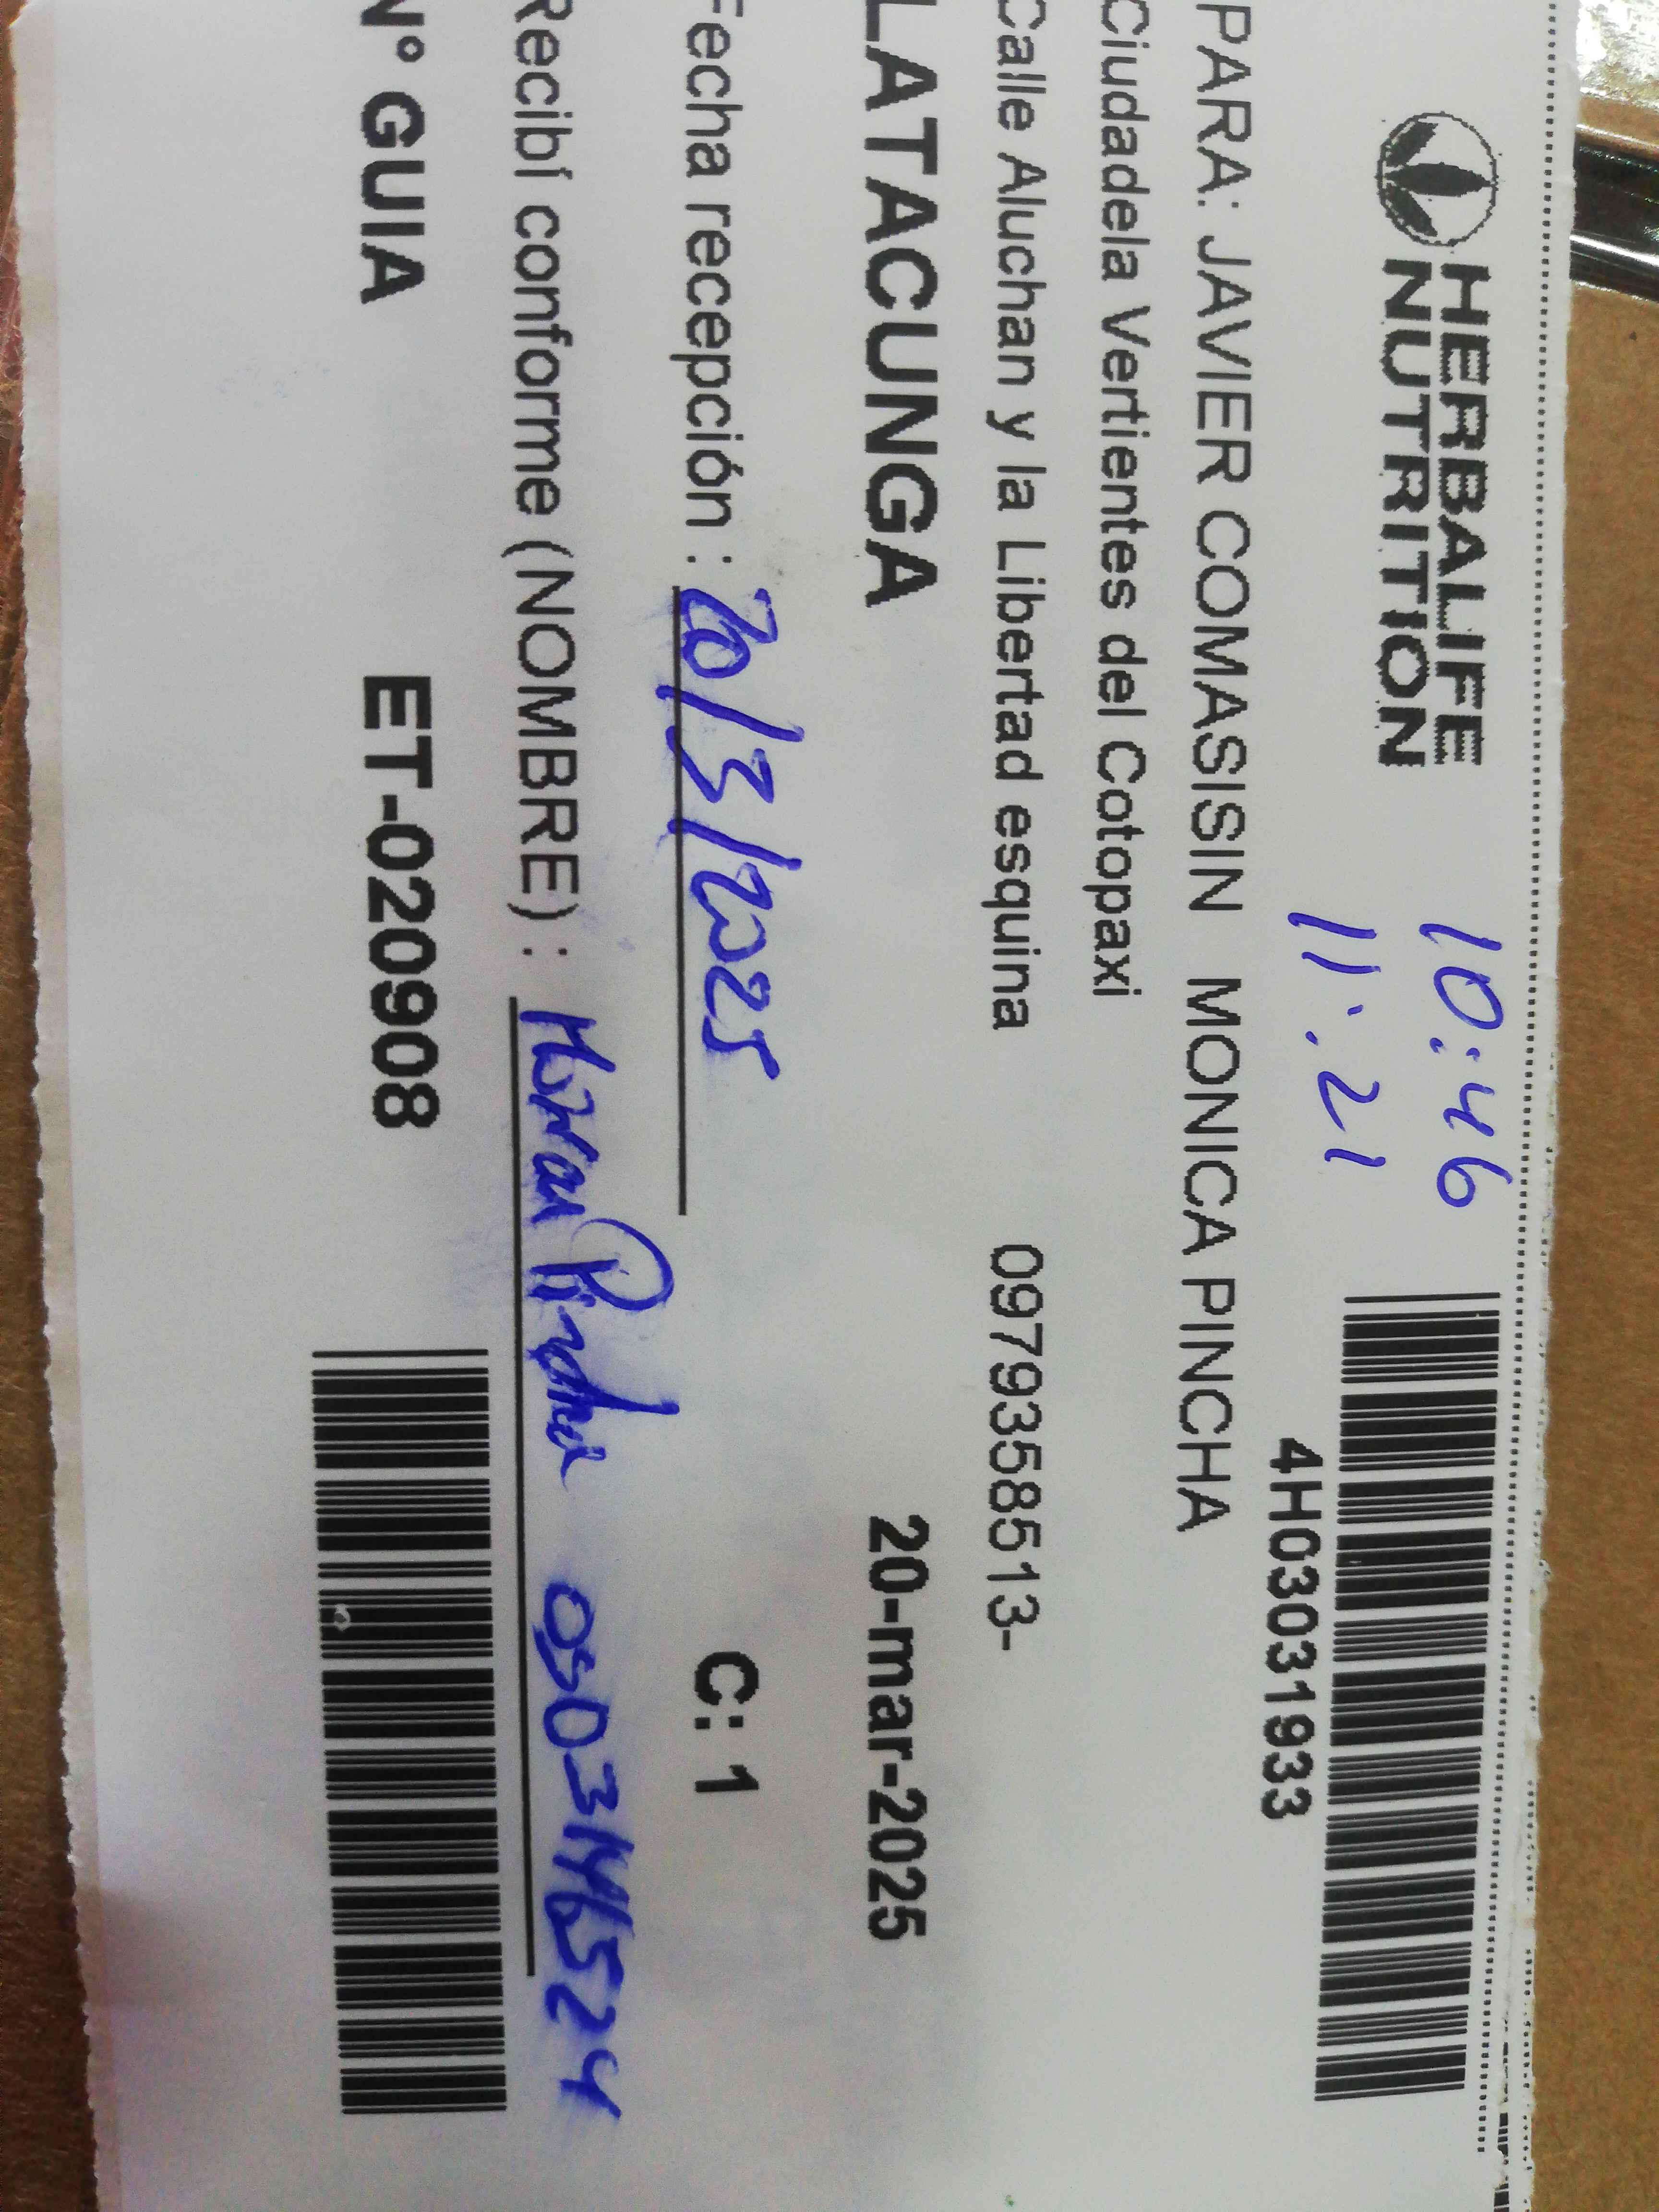 HERBALIFE
NUTRITION
10:46
11:21
4H03031933
PARA: JAVIER COMASISIN MONICA PINCHA
Ciudadela Vertientes del Cotopaxi
Calle Aluchan y la Libertad esquina 0979358513-
LATACUNGA 20-mar-2025
Fecha recepción : 20/3/2025 C: 1
Recibí conforme (NOMBRE) : Pincha
N° GUIA ET-020908